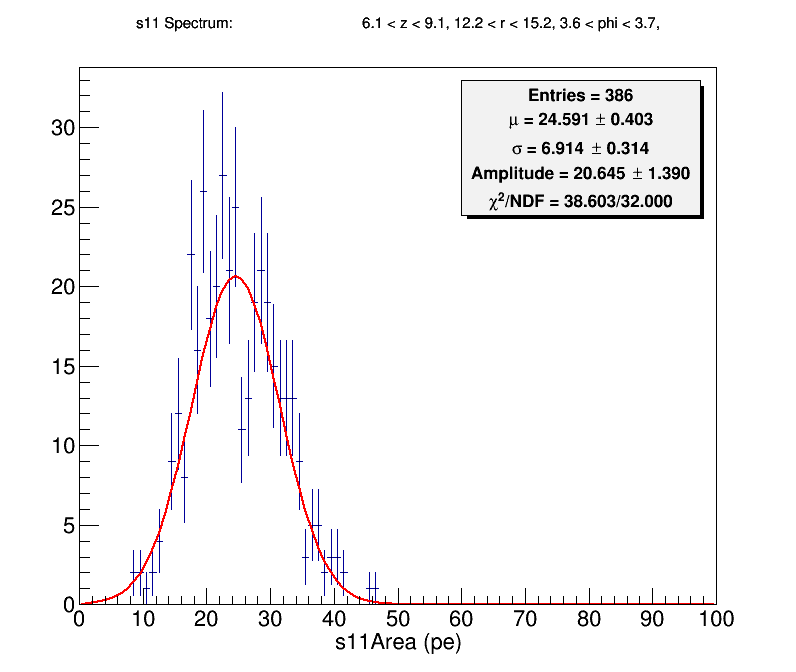 s11 Spectrum: 6.1 < z < 9.1, 12.2 < r < 15.2, 3.6 < phi < 3.7,
Entries = 386
μ = 24.591 ± 0.403
σ = 6.914 ± 0.314
Amplitude = 20.645 ± 1.390
χ²/NDF = 38.603/32.000
30
25
20
15
10
5
0
0 10 20 30 40 50 60 70 80 90 100
s11Area (pe)